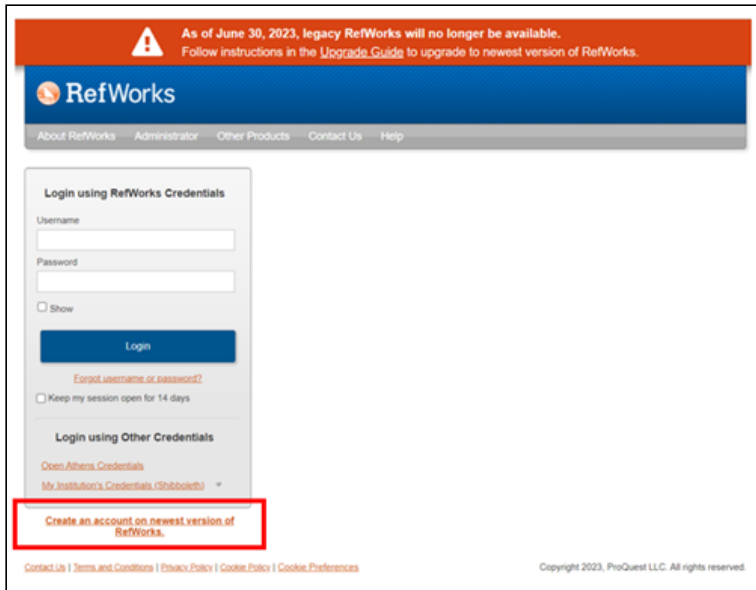 As of June 30, 2023, legacy RefWorks will no longer be available.
Follow instructions in the Upgrade Guide to upgrade to newest version of RefWorks.
RefWorks
About RefWorks Administrator Other Products Contact Us Help
Login using RefWorks Credentials
Username
Password
Show
Login
Forgot username or password?
Keep my session open for 14 days
Login using Other Credentials
Open Athens Credentials
My Institution's Credentials (Shibboleth)
Create an account on newest version of
RefWorks.
Contact Us | Terms and Conditions | Privacy Policy | Cookie Policy | Cookie Preferences Copyright 2023, ProQuest LLC. All rights reserved.